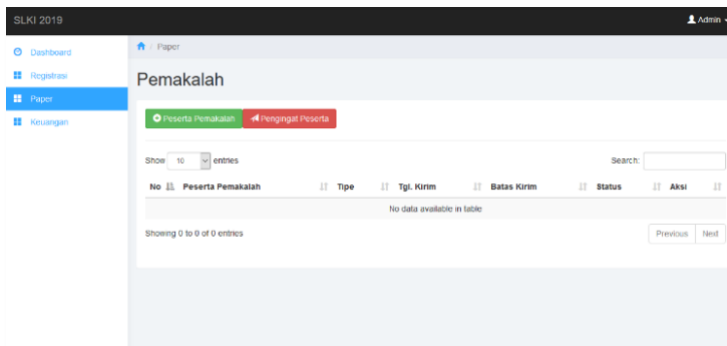 SLKI 2019
Admin
Dashboard
Registrasi
Paper
Keuangan
/ Paper
Pemakalah
Peserta Pemakalah
Pengingat Peserta
Show 10 entries
Search:
No Peserta Pemakalah Tipe Tgl. Kirim Batas Kirim Status Aksi
No data available in table
Showing 0 to 0 of 0 entries
Previous Next